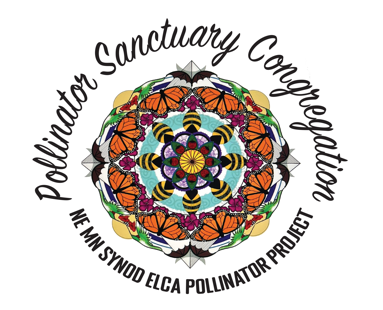 Pollinator Sanctuary Congregation
NE MN SYNOD ELCA POLLINATOR PROJECT